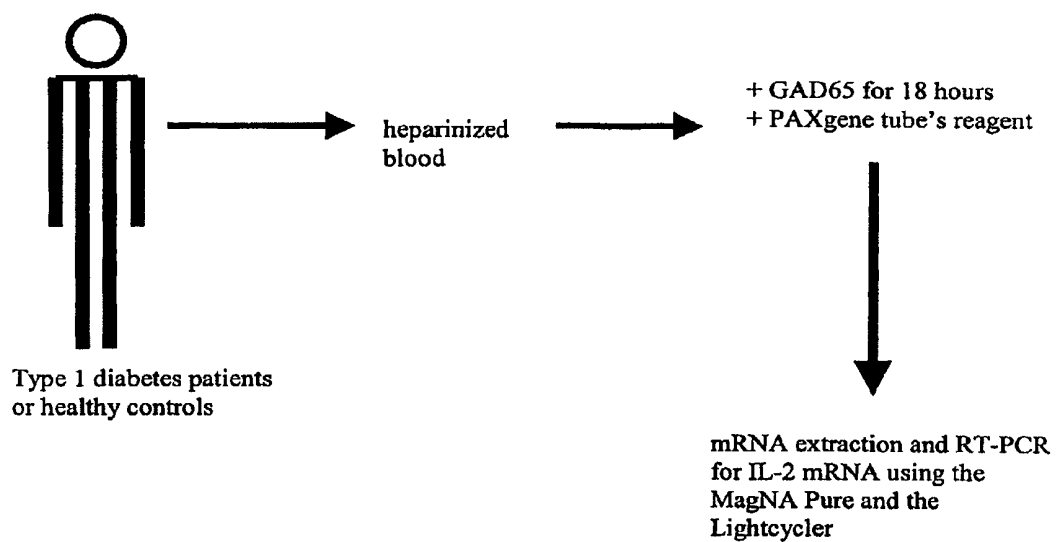 heparinized
blood
+ GAD65 for 18 hours
+ PAXgene tube's reagent
Type 1 diabetes patients
or healthy controls
mRNA extraction and RT-PCR
for IL-2 mRNA using the
MagNA Pure and the
Lightcycler